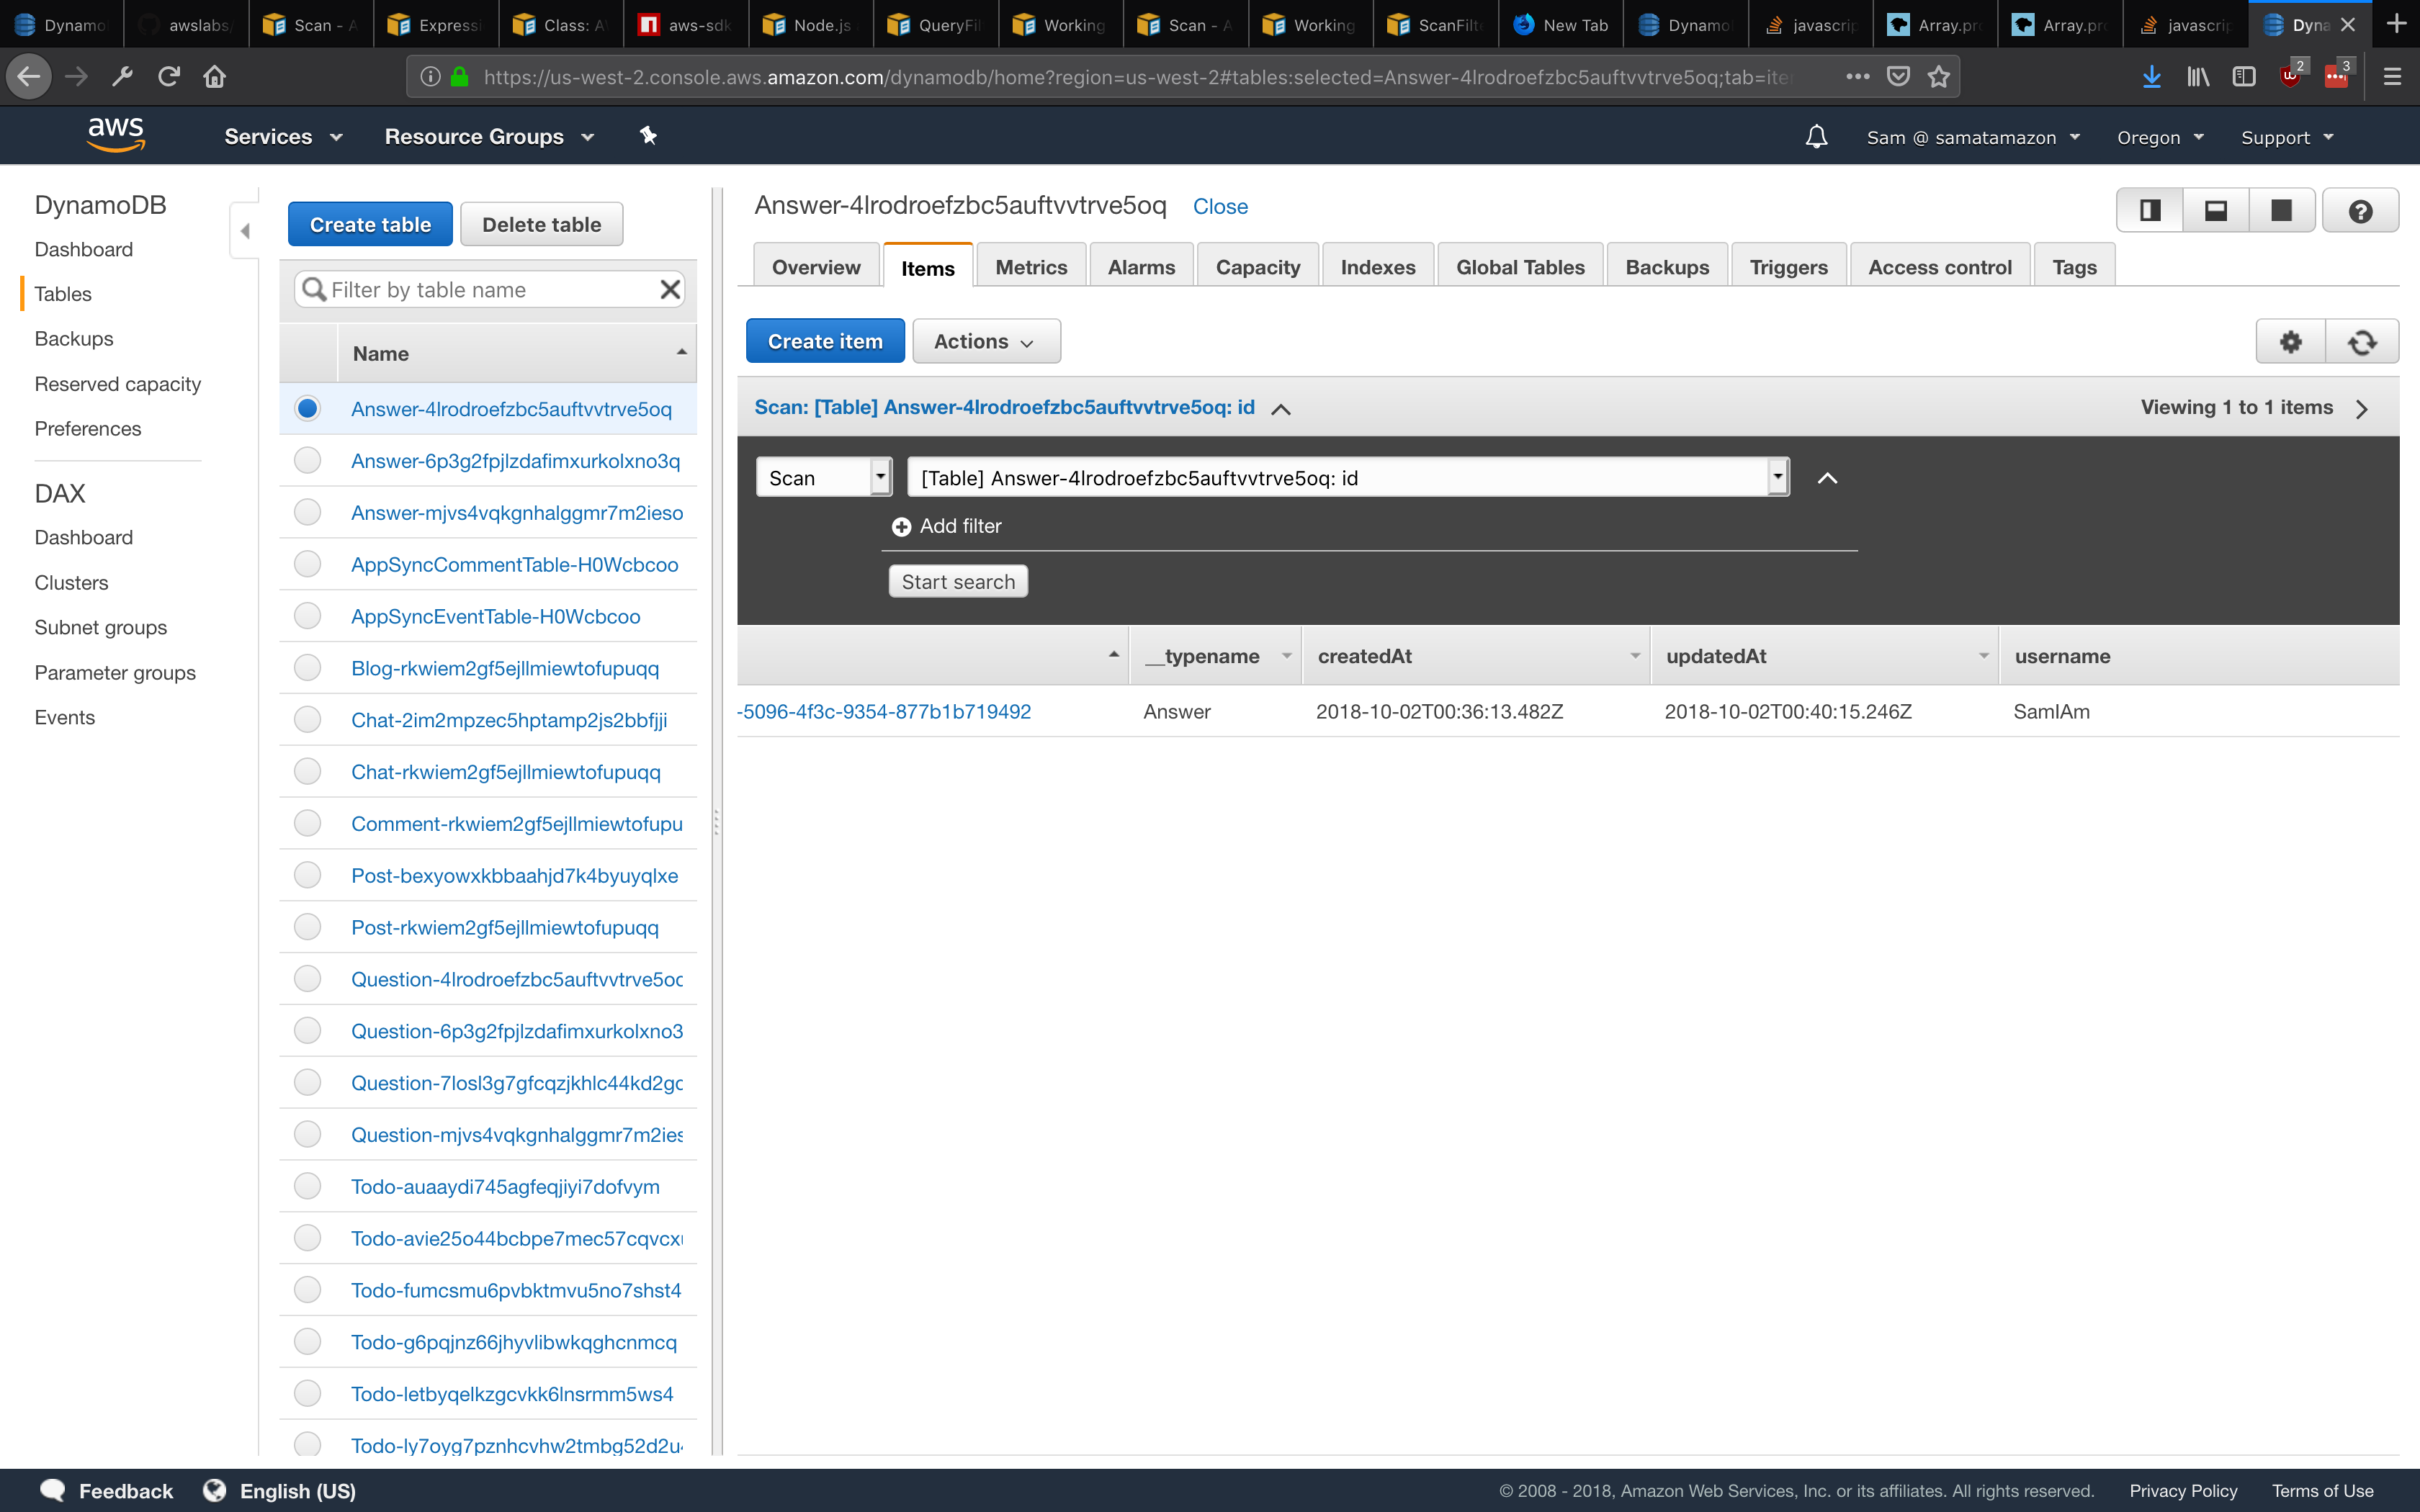 Dynamo awslabs/ Scan - A Expressi Class: A aws-sdk Node.js QueryFil Working Scan - A Working ScanFilt New Tab Dynamo javascrip Array.pr Array.pr javascrip Dyna
https://us-west-2.console.aws.amazon.com/dynamodb/home?region=us-west-2#tables:selected=Answer-4lrodroefzbc5auftvvtrve5oq;tab=ite 2 3
aws Services Resource Groups Sam @ samatamazon Oregon Support
DynamoDB
Dashboard
Tables
Backups
Reserved capacity
Preferences
DAX
Dashboard
Clusters
Subnet groups
Parameter groups
Events
Create table Delete table
Filter by table name
Name
Answer-4lrodroefzbc5auftvvtrve5oq
Answer-6p3g2fpjlzdafimxurkolxno3q
Answer-mjvs4vqkgnhalggmr7m2ieso
AppSyncCommentTable-H0Wcbcoo
AppSyncEventTable-H0Wcbcoo
Blog-rkwiem2gf5ejllmiewtofupuqq
Chat-2im2mpzec5hptamp2js2bbfjji
Chat-rkwiem2gf5ejllmiewtofupuqq
Comment-rkwiem2gf5ejllmiewtofupu
Post-bexyowxkbbaahjd7k4byuyqlxe
Post-rkwiem2gf5ejllmiewtofupuqq
Question-4lrodroefzbc5auftvvtrve5oc
Question-6p3g2fpjlzdafimxurkolxno3
Question-7losl3g7gfcqzjkhlc44kd2gc
Question-mjvs4vqkgnhalggmr7m2ies
Todo-auaaydi745agfeqjiyi7dofvym
Todo-avie25o44bcbpe7mec57cqvcxu
Todo-fumcsmu6pvbktmvu5no7shst4
Todo-g6pqjnz66jhyvlibwkqghcnmcq
Todo-letbyqelkzgcvkk6lnsrmm5ws4
Todo-ly7oyg7pznhcvhw2tmbg52d2u4
Answer-4lrodroefzbc5auftvvtrve5oq Close
Overview Items Metrics Alarms Capacity Indexes Global Tables Backups Triggers Access control Tags
Create item Actions
Scan: [Table] Answer-4lrodroefzbc5auftvvtrve5oq: id Viewing 1 to 1 items
Scan [Table] Answer-4lrodroefzbc5auftvvtrve5oq: id
Add filter
Start search
__typename createdAt updatedAt username
-5096-4f3c-9354-877b1b719492 Answer 2018-10-02T00:36:13.482Z 2018-10-02T00:40:15.246Z SamIAm
Feedback English (US) © 2008 - 2018, Amazon Web Services, Inc. or its affiliates. All rights reserved. Privacy Policy Terms of Use